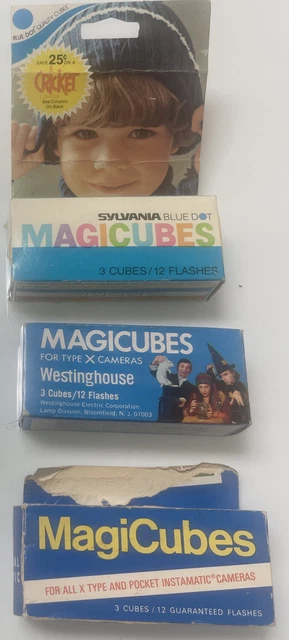 BLUE DOT QUALITY CUBES
SAVE 25¢ ON A
CRICKET
See Coupon
On Back
SYLVANIA BLUE DOT
MAGICUBES
3 CUBES/12 FLASHES
MAGICUBES
FOR TYPE X CAMERAS
Westinghouse
3 Cubes/12 Flashes
Westinghouse Electric Corporation
Lamp Division, Bloomfield, N. J. 07003
MagiCubes
FOR ALL X TYPE AND POCKET INSTAMATIC® CAMERAS
3 CUBES / 12 GUARANTEED FLASHES